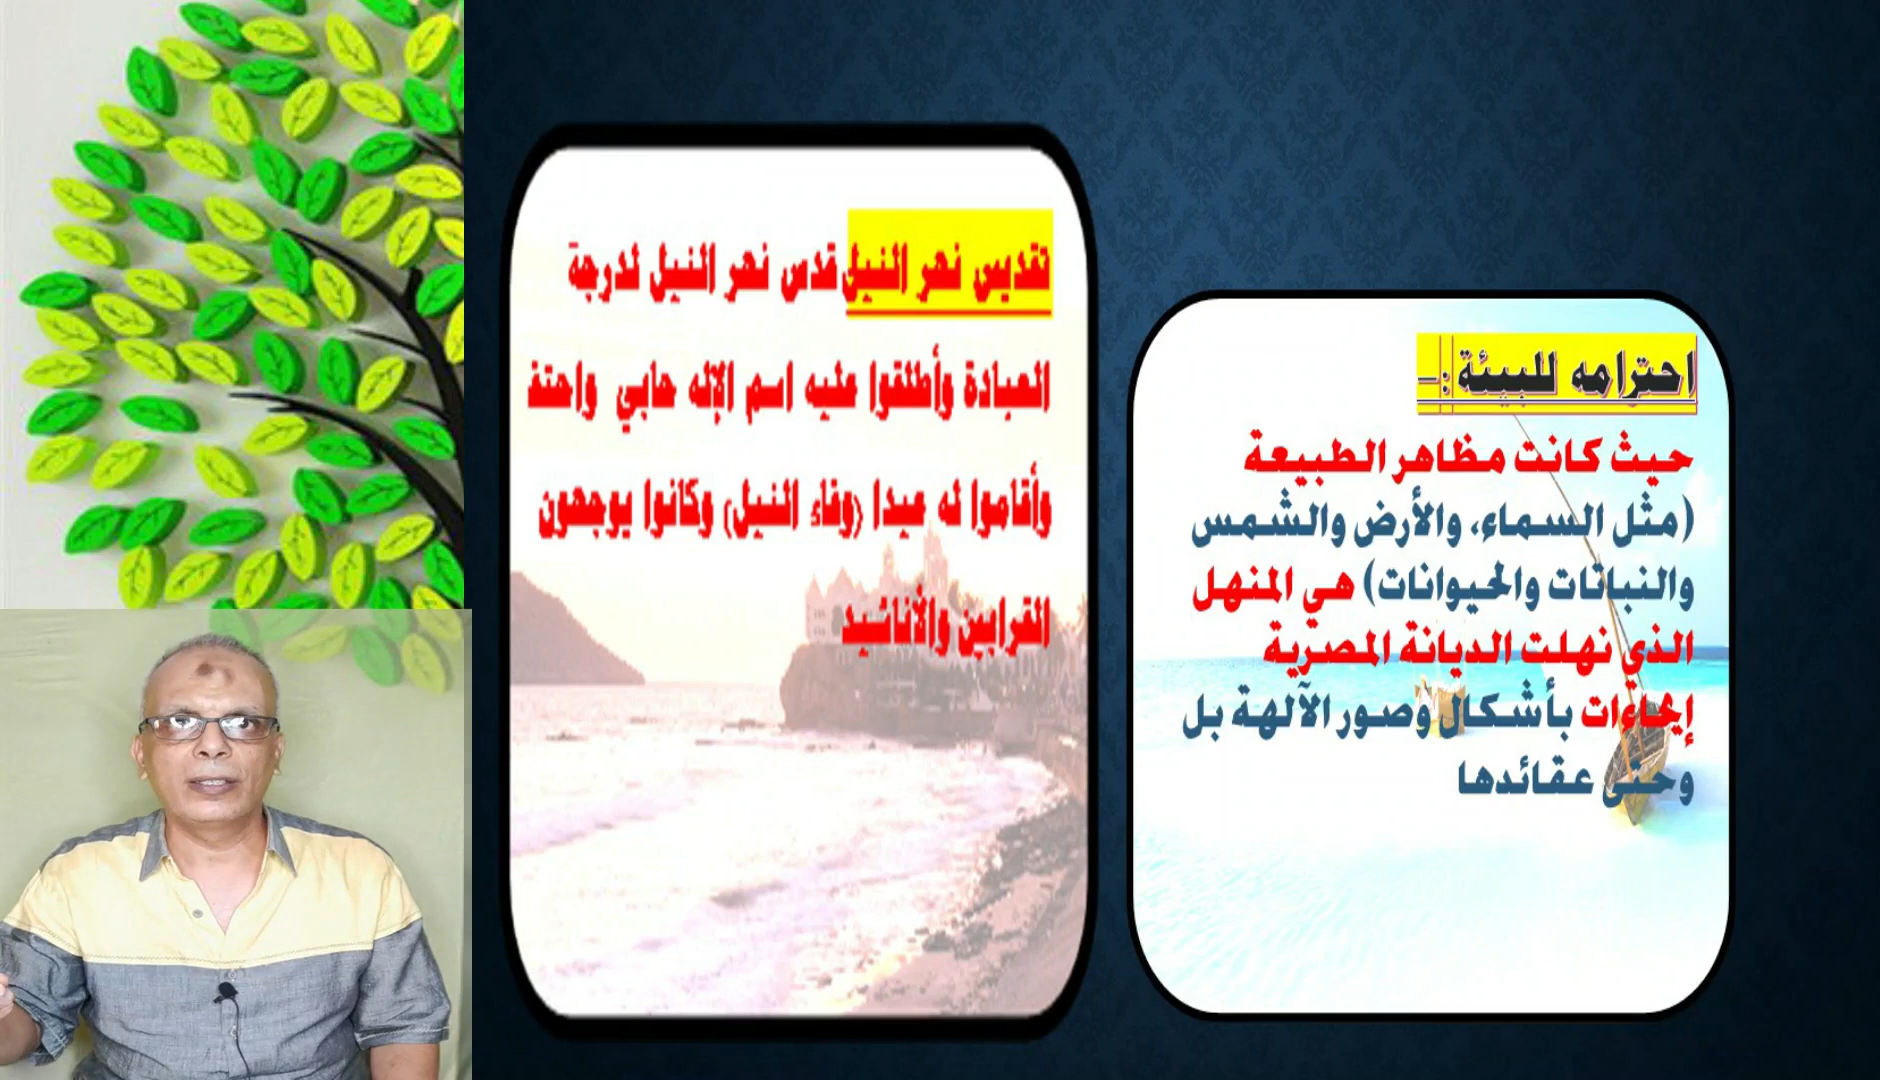 احترامه للبيئة :-
حيث كانت مظاهر الطبيعة
(مثل السماء، والأرض والشمس
والنباتات والحيوانات) هي المنهل
الذي نهلت الديانة المصرية
إيحاءات بأشكال وصور الآلهة بل
وحتى عقائدها
تقديس نهر النيل قدس نهر النيل لدرجة
العبادة وأطلقوا عليه اسم الإله حابي واحتف
وأقاموا له عيدا (وفاء النيل) وكانوا يوجهون
القرابين والأناشيد